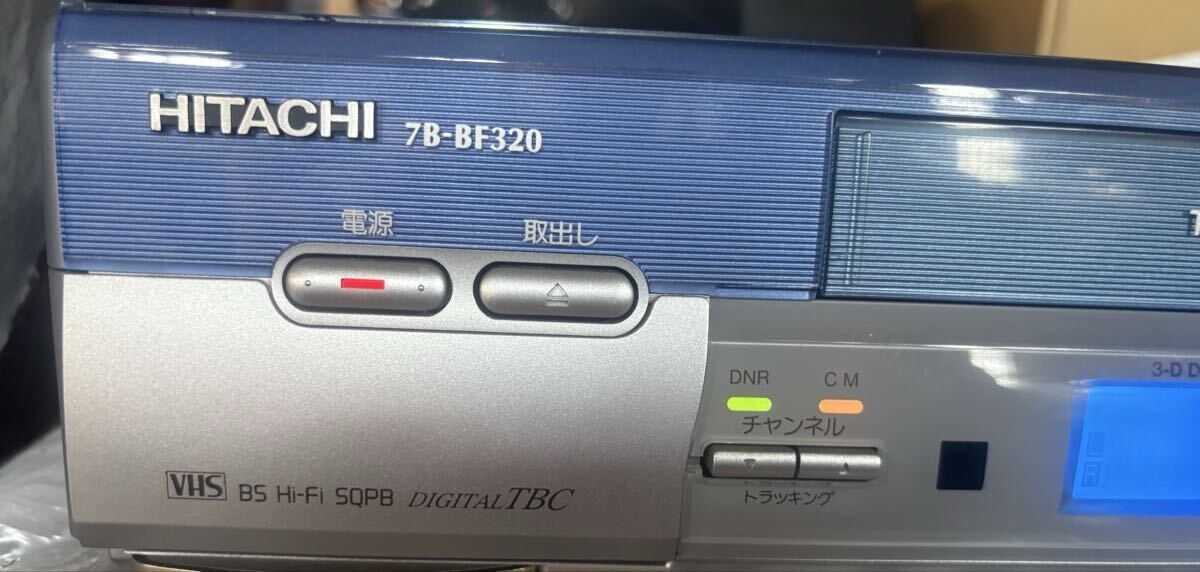 HITACHI 7B-BF320
電源 取出し
DNR CM
3-D D
チャンネル
トラッキング
VHS BS Hi-Fi SQPB DIGITAL TBC
L
R